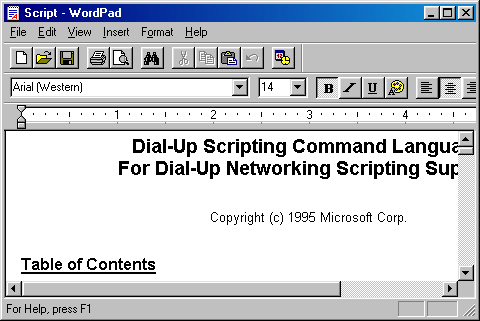 Script - WordPad
File Edit View Insert Format Help
Arial (Western) 14 B I U
1 2 3 4
Dial-Up Scripting Command Langua
For Dial-Up Networking Scripting Sup
Copyright (c) 1995 Microsoft Corp.
Table of Contents
For Help, press F1